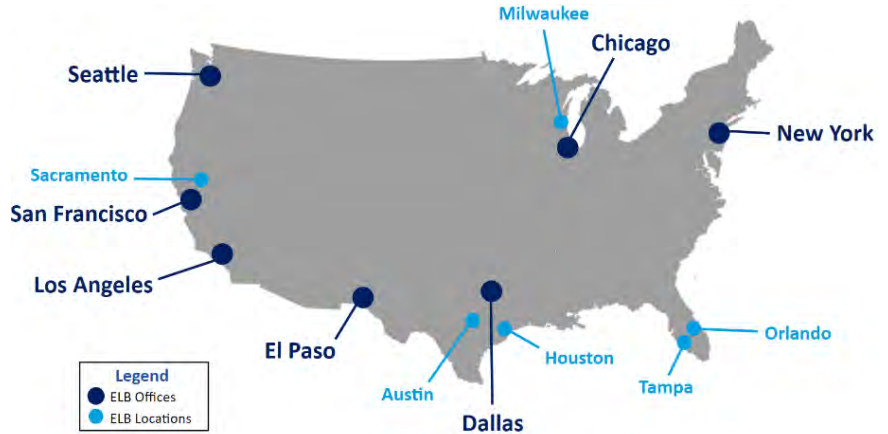 Milwaukee
Chicago
Seattle
New York
Sacramento
San Francisco
Los Angeles
El Paso
Orlando
Houston
Tampa
Austin
Dallas
Legend
ELB Offices
ELB Locations